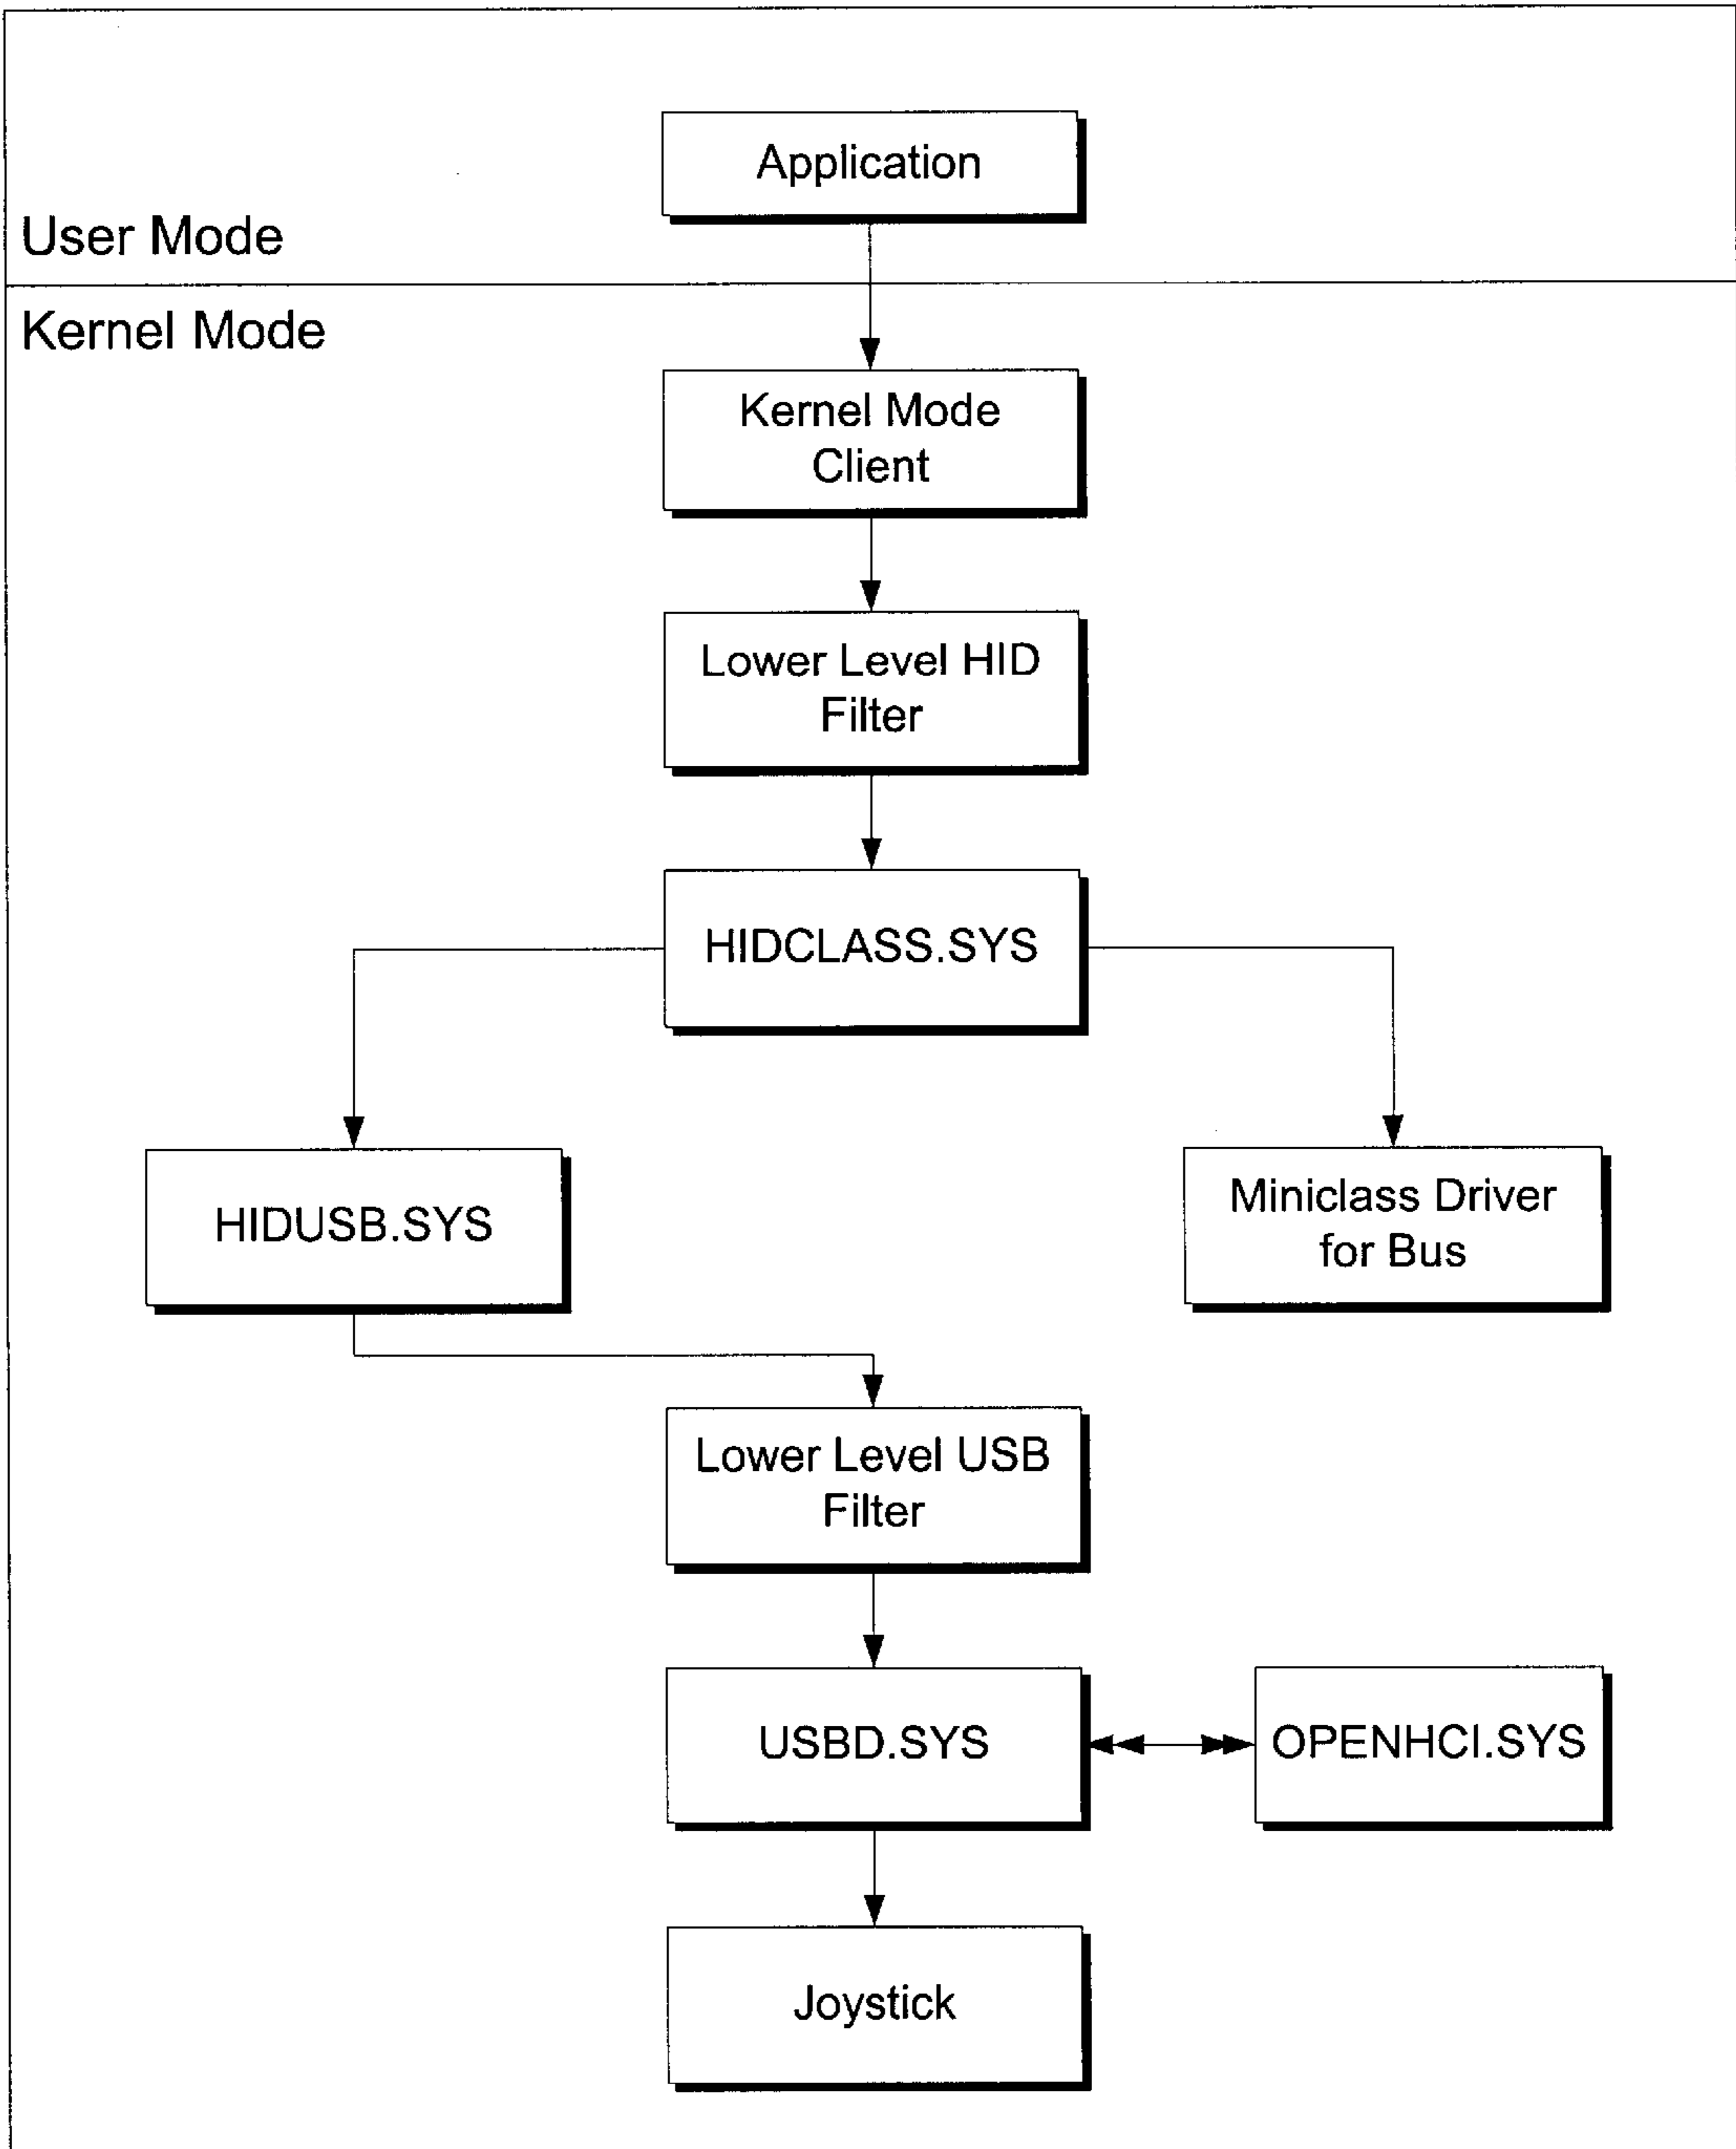 Application
User Mode
Kernel Mode
Kernel Mode
Client
Lower Level HID
Filter
HIDCLASS.SYS
HIDUSB.SYS
Miniclass Driver
for Bus
Lower Level USB
Filter
USBD.SYS
OPENHCI.SYS
Joystick